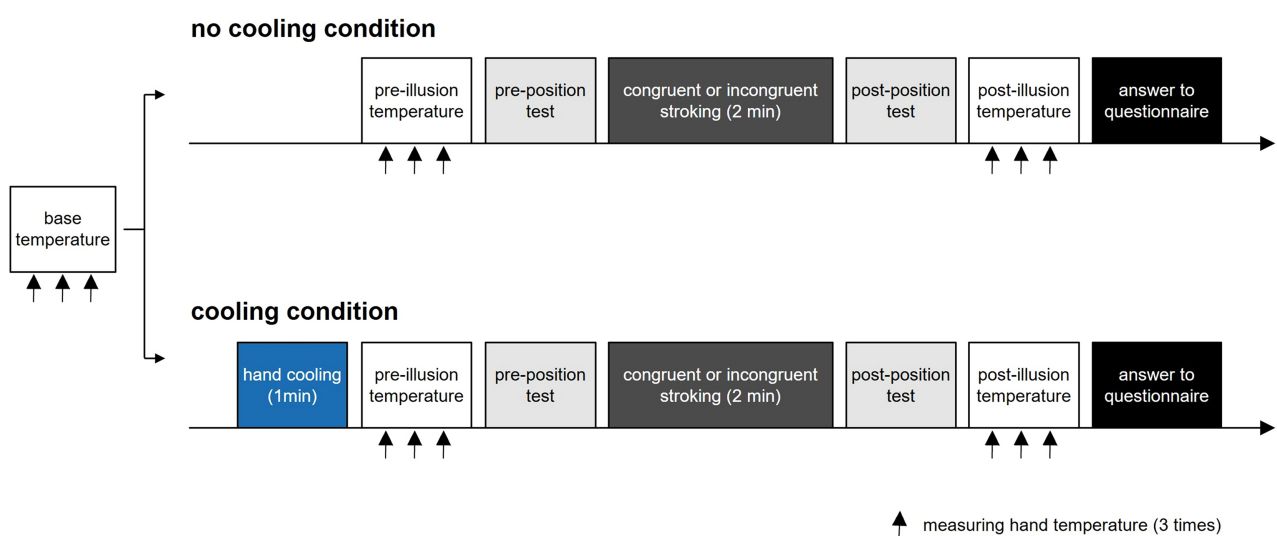 no cooling condition
pre-illusion
temperature
pre-position
test
congruent or incongruent
stroking (2 min)
post-position
test
post-illusion
temperature
answer to
questionnaire
base
temperature
cooling condition
hand cooling
(1min)
pre-illusion
temperature
pre-position
test
congruent or incongruent
stroking (2 min)
post-position
test
post-illusion
temperature
answer to
questionnaire
measuring hand temperature (3 times)